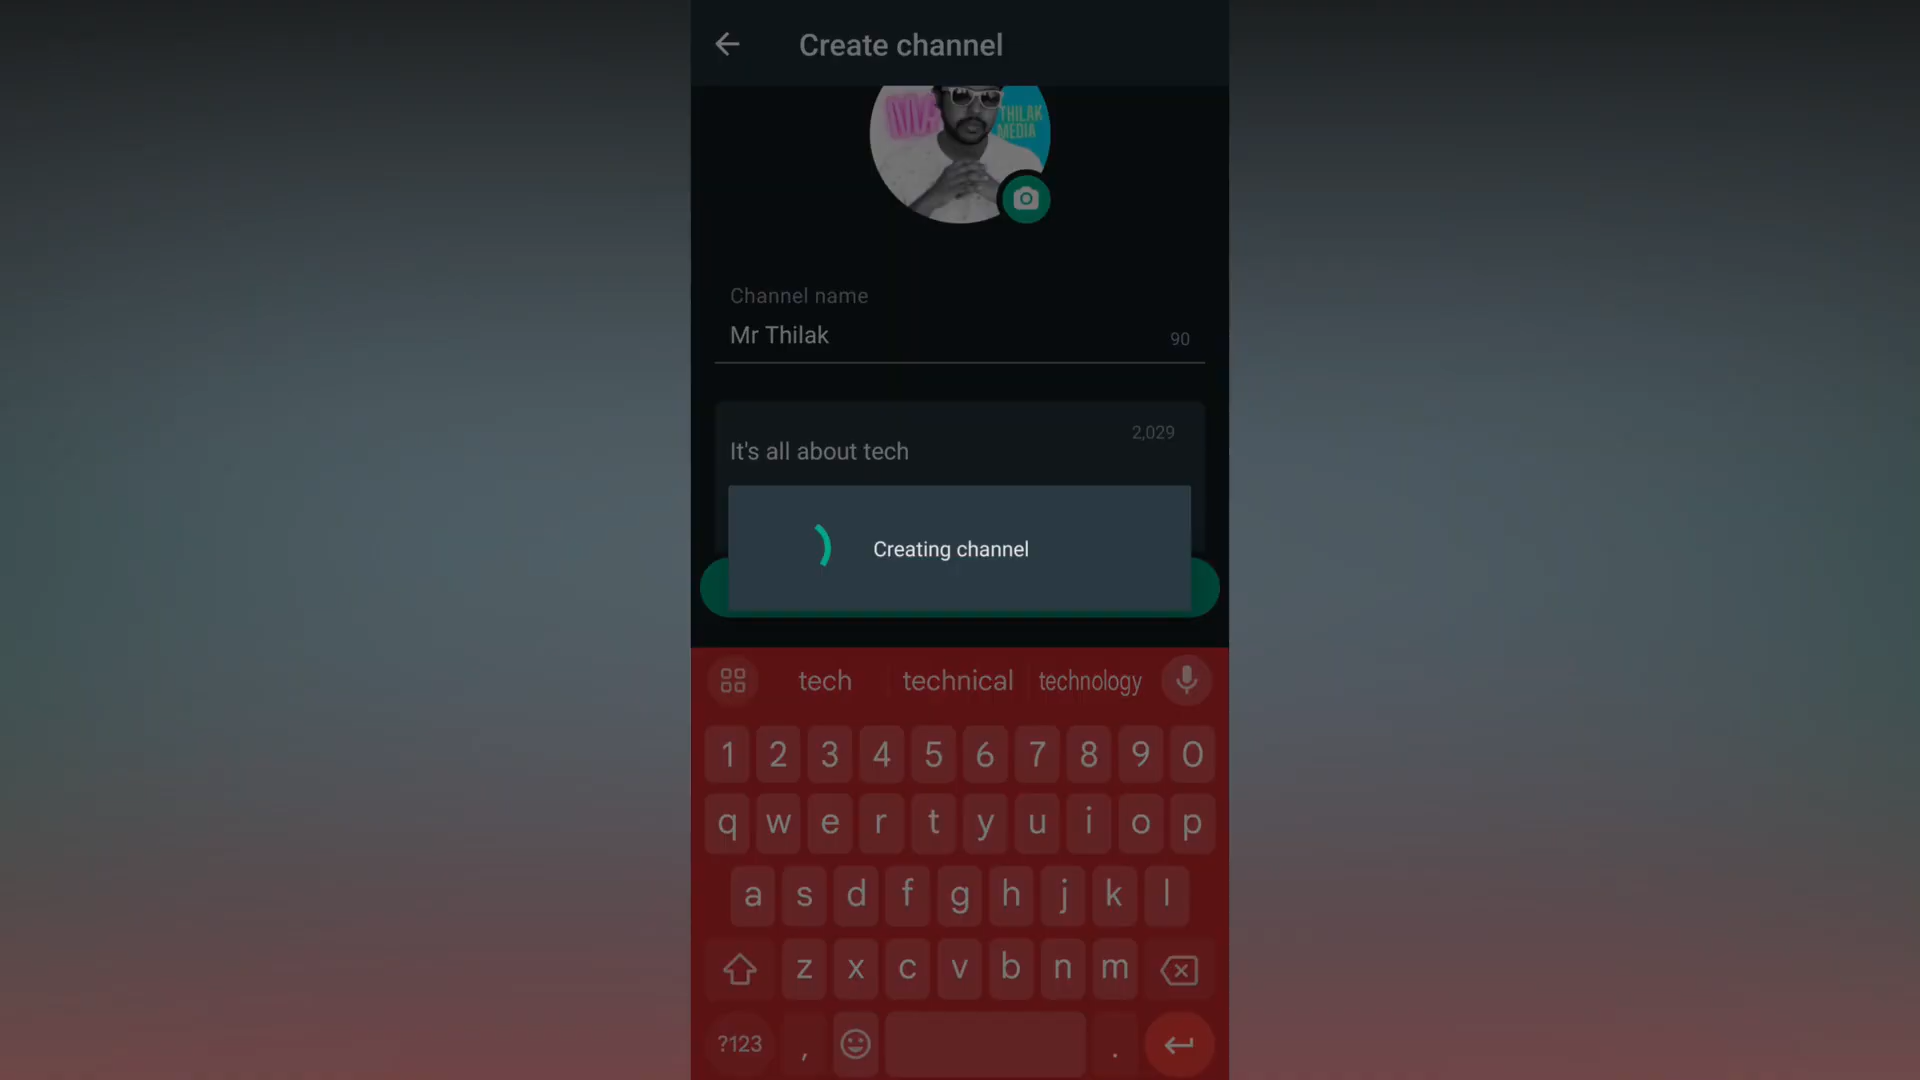 Create channel
THILAK
MEDIA
Channel name
Mr Thilak
90
2,029
It's all about tech
Creating channel
tech technical technology
1 2 3 4 5 6 7 8 9 0
q w e r t y u i o p
a s d f g h j k l
z x c v b n m
?123 , .